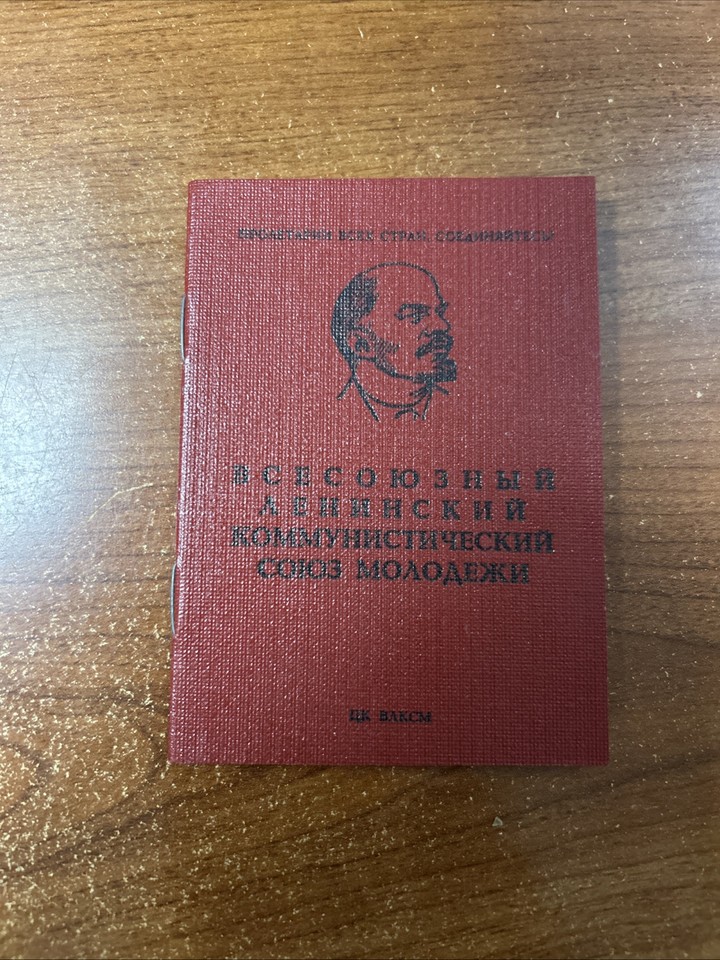 ПРОЛЕТАРИИ ВСЕХ СТРАН, СОЕДИНЯЙТЕСЬ!
ВСЕСОЮЗНЫЙ
ЛЕНИНСКИЙ
КОММУНИСТИЧЕСКИЙ
СОЮЗ МОЛОДЕЖИ
ЦК ВЛКСМ